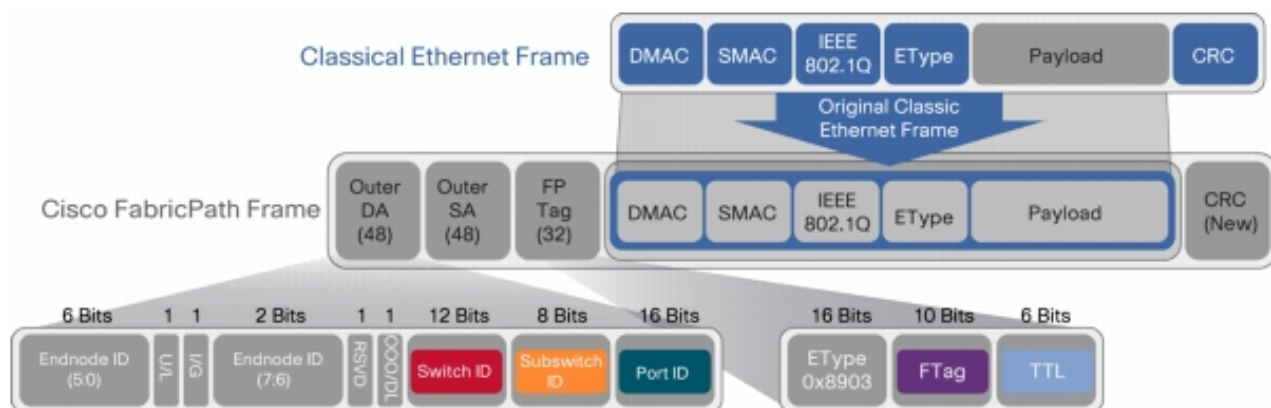 Classical Ethernet Frame
DMAC
SMAC
IEEE
802.1Q
EType
Payload
CRC
Original Classic
Ethernet Frame
Cisco FabricPath Frame
Outer
DA
(48)
Outer
SA
(48)
FP
Tag
(32)
DMAC
SMAC
IEEE
802.1Q
EType
Payload
CRC
(New)
6 Bits
1
1
2 Bits
1
1
12 Bits
8 Bits
16 Bits
Endnode ID
(5:0)
U/L
I/G
Endnode ID
(7:6)
RSVD
OOO/DL
Switch ID
Subswitch
ID
Port ID
16 Bits
10 Bits
6 Bits
EType
0x8903
FTag
TTL